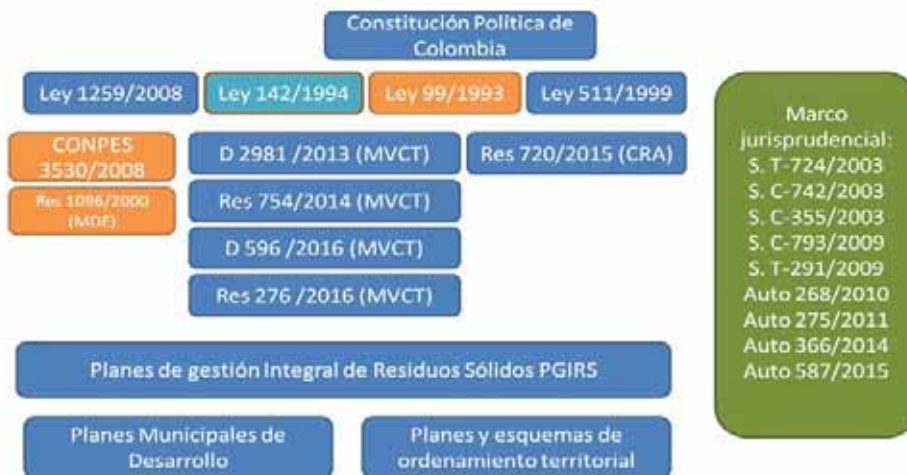 Constitución Política de
Colombia
Ley 1259/2008
Ley 142/1994
Ley 99/1993
Ley 511/1999
CONPES
3530/2008
Res 1096/2000
(MDE)
D 2981 /2013 (MVCT)
Res 754/2014 (MVCT)
D 596 /2016 (MVCT)
Res 276 /2016 (MVCT)
Res 720/2015 (CRA)
Marco
jurisprudencial:
S. T-724/2003
S. C-742/2003
S. C-355/2003
S. C-793/2009
S. T-291/2009
Auto 268/2010
Auto 275/2011
Auto 366/2014
Auto 587/2015
Planes de gestión Integral de Residuos Sólidos PGIRS
Planes Municipales de
Desarrollo
Planes y esquemas de
ordenamiento territorial